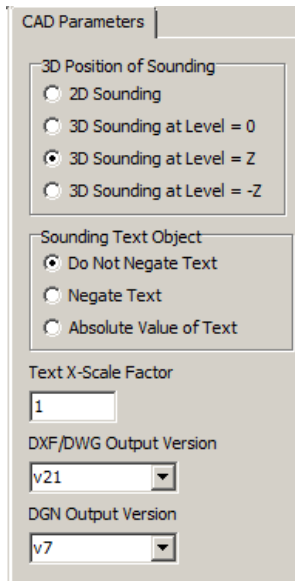 CAD Parameters
3D Position of Sounding
2D Sounding
3D Sounding at Level = 0
3D Sounding at Level = Z
3D Sounding at Level = -Z
Sounding Text Object
Do Not Negate Text
Negate Text
Absolute Value of Text
Text X-Scale Factor
1
DXF/DWG Output Version
v21
DGN Output Version
v7